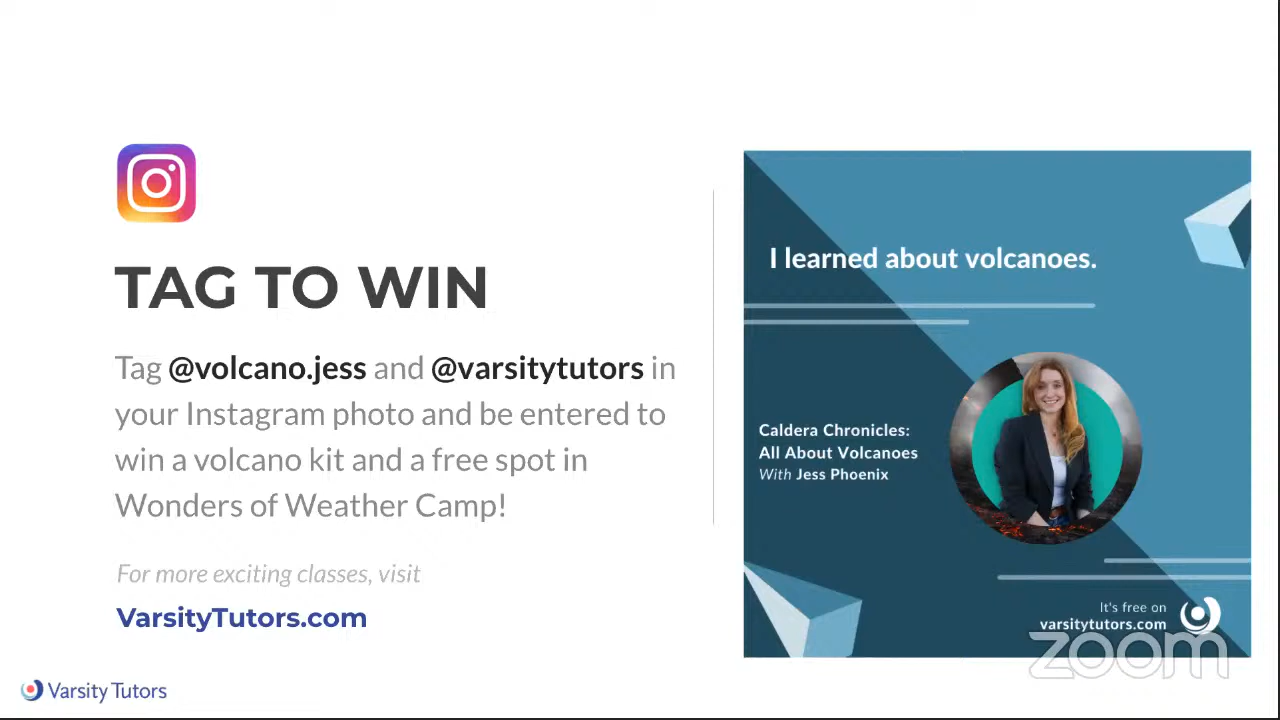 TAG TO WIN
Tag @volcano.jess and @varsitytutors in
your Instagram photo and be entered to
win a volcano kit and a free spot in
Wonders of Weather Camp!
For more exciting classes, visit
VarsityTutors.com
Varsity Tutors
I learned about volcanoes.
Caldera Chronicles:
All About Volcanoes
With Jess Phoenix
It's free on
varsitytutors.com
zoom